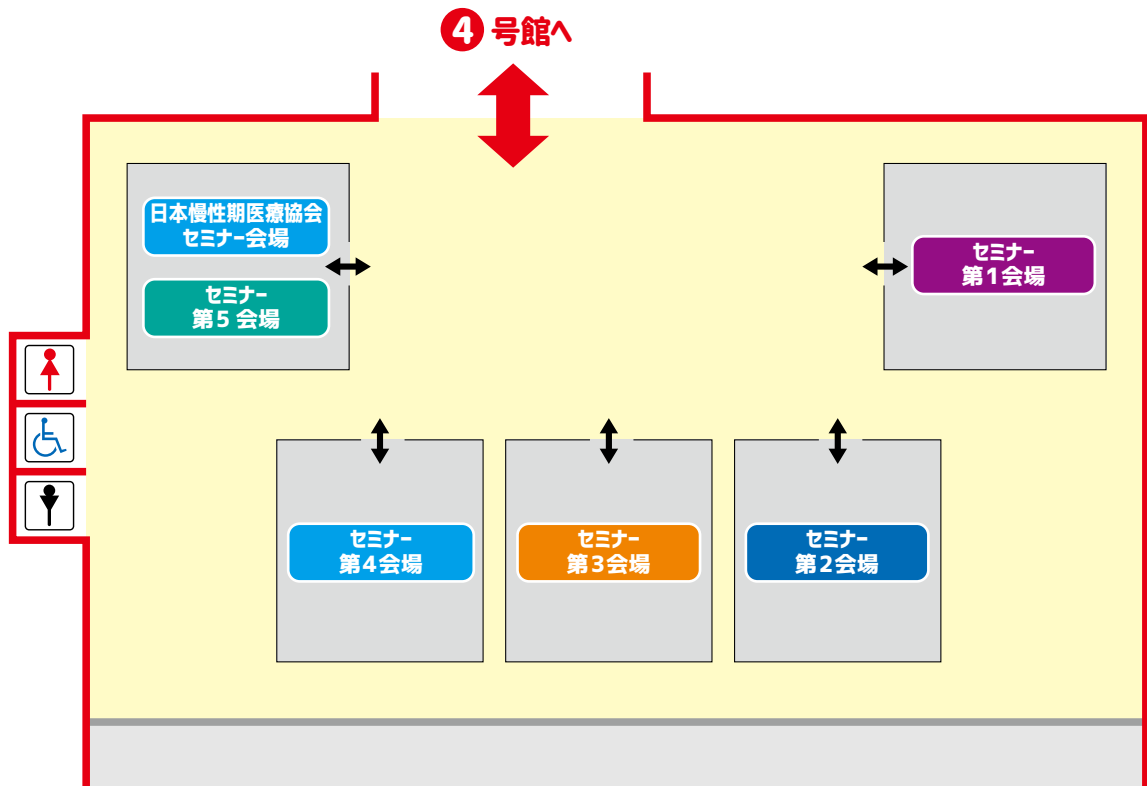 4 号館へ
日本慢性期医療協会
セミナー会場
セミナー
第5 会場
セミナー
第1会場
セミナー
第4会場
セミナー
第3会場
セミナー
第2会場